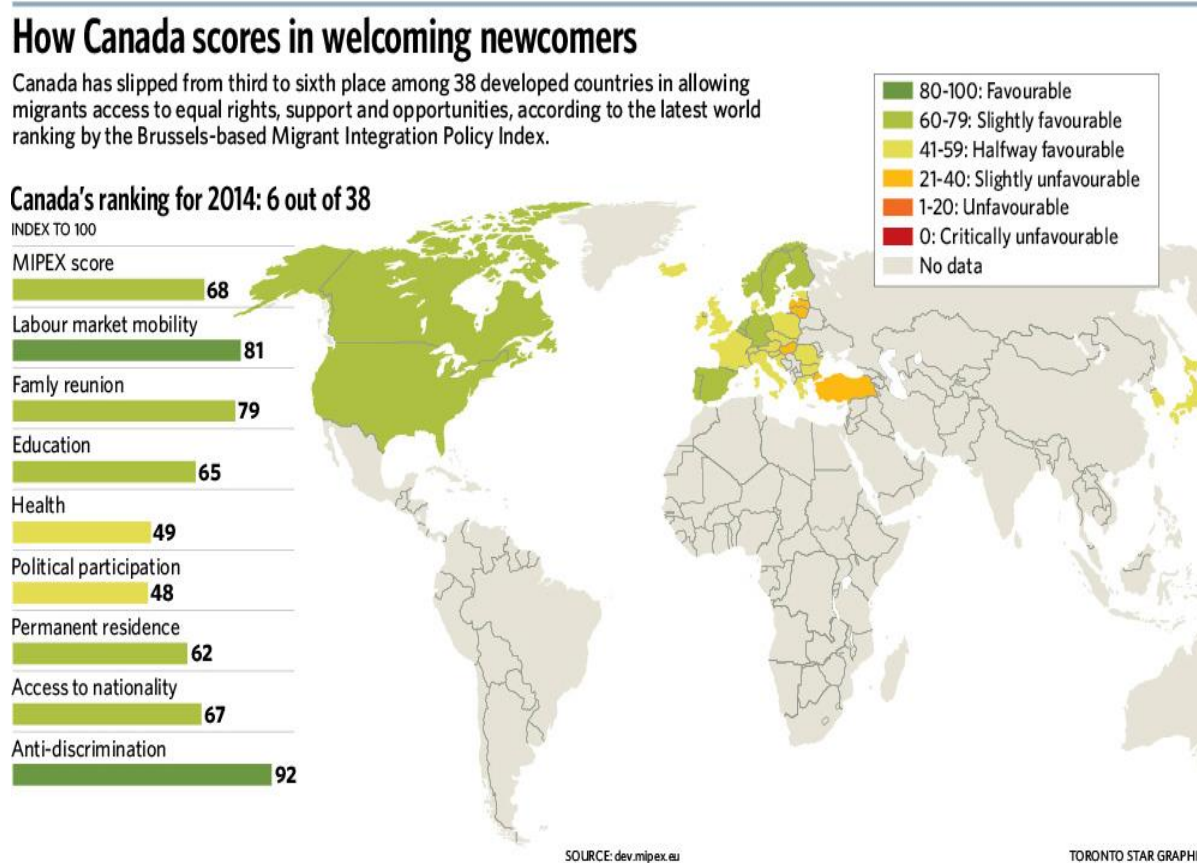 How Canada scores in welcoming newcomers
Canada has slipped from third to sixth place among 38 developed countries in allowing
migrants access to equal rights, support and opportunities, according to the latest world
ranking by the Brussels-based Migrant Integration Policy Index.
80-100: Favourable
60-79: Slightly favourable
41-59: Halfway favourable
21-40: Slightly unfavourable
1-20: Unfavourable
0: Critically unfavourable
No data
Canada's ranking for 2014: 6 out of 38
INDEX TO 100
MIPEX score
68
Labour market mobility
81
Famly reunion
79
Education
65
Health
49
Political participation
48
Permanent residence
62
Access to nationality
67
Anti-discrimination
92
SOURCE: dev.mipex.eu
TORONTO STAR GRAPHI